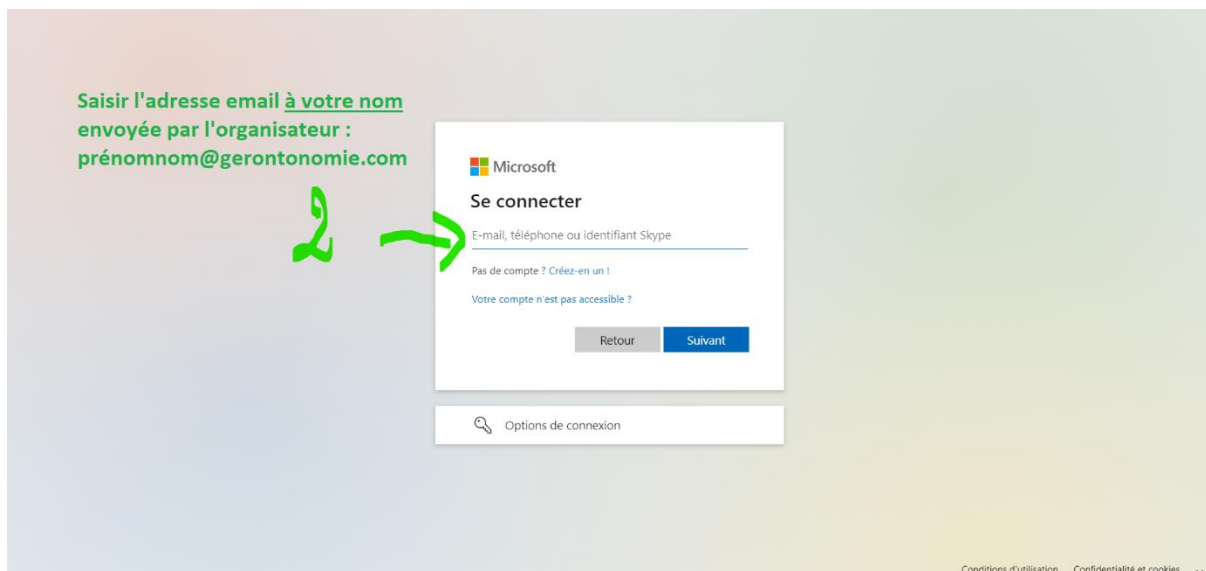 Saisir l'adresse email à votre nom
envoyée par l'organisateur :
prénomnom@gerontonomie.com
2
Microsoft
Se connecter
E-mail, téléphone ou identifiant Skype
Pas de compte ? Créez-en un !
Votre compte n'est pas accessible ?
Retour Suivant
Options de connexion
Conditions d'utilisation Confidentialité et cookies ...